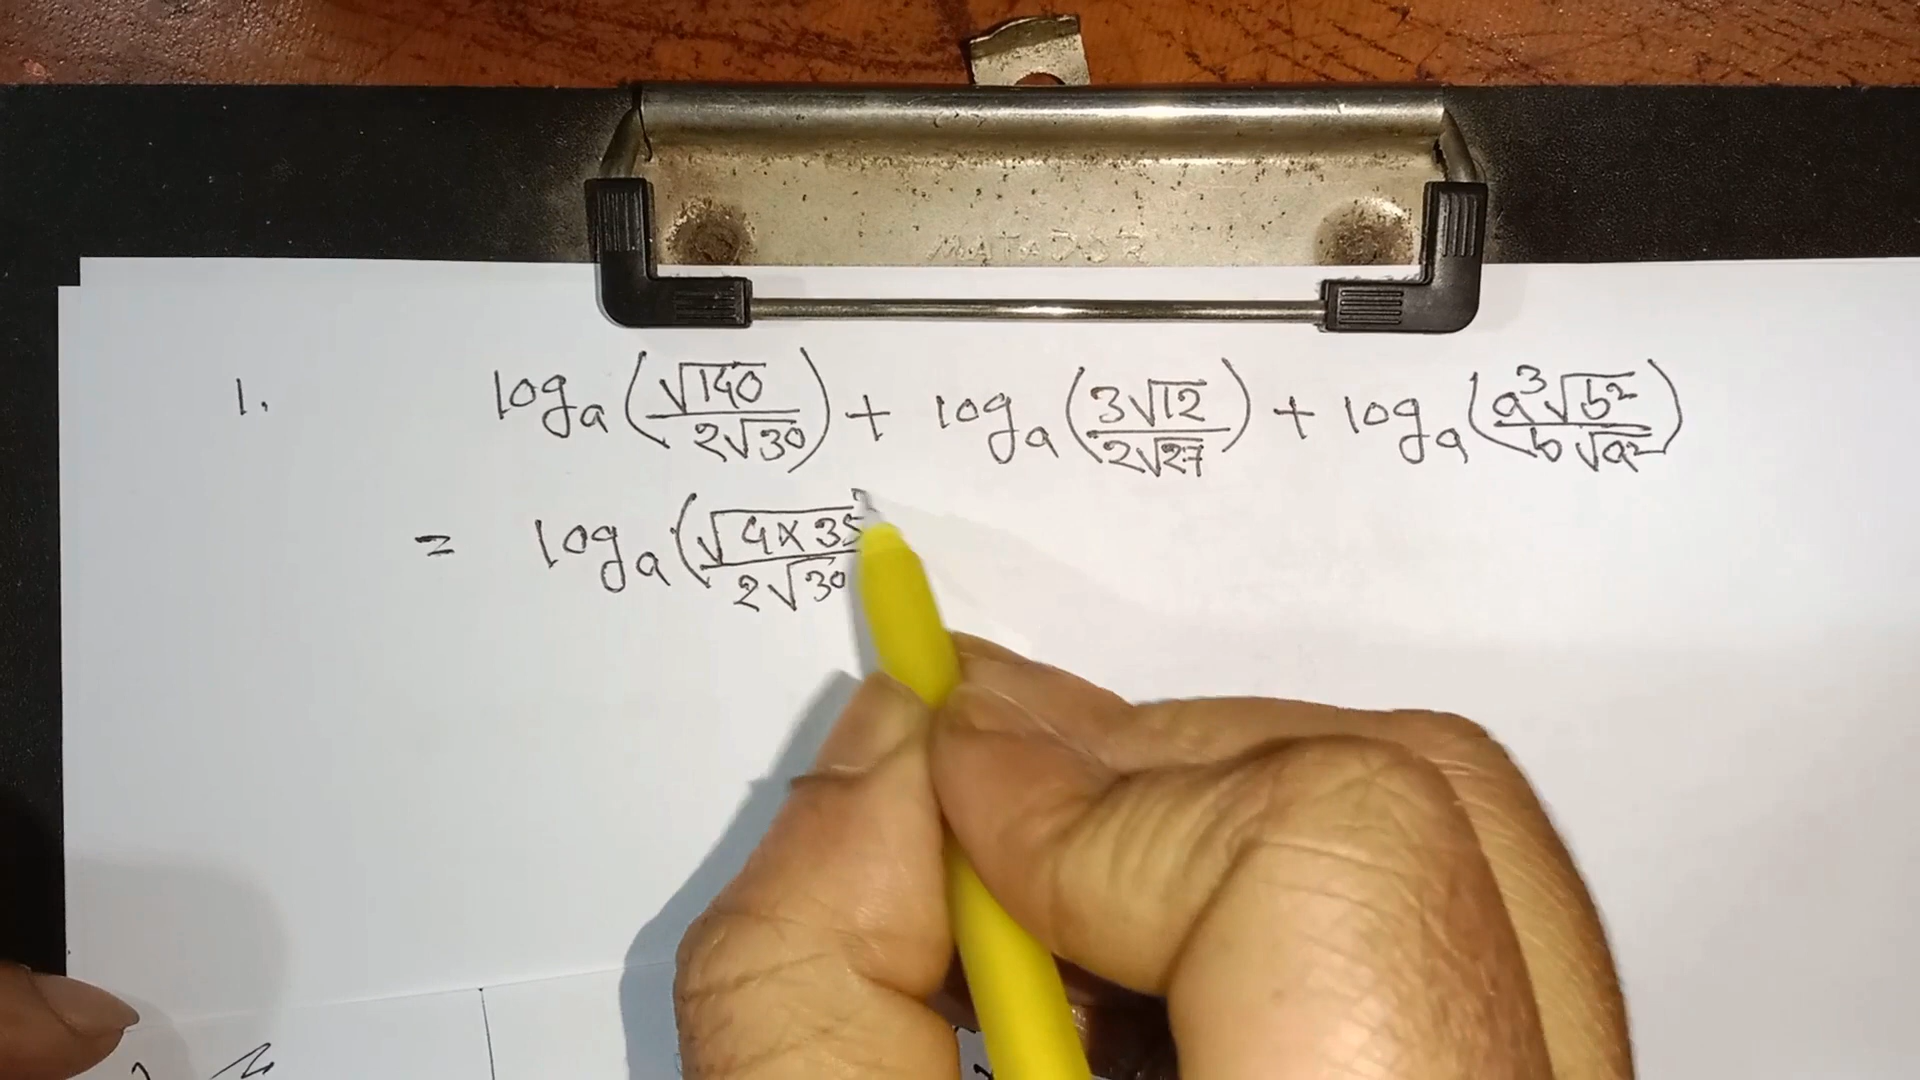 MATADOR
1. log_a (√140 / 2√30) + log_a (3√12 / 2√27) + log_a (a³√b² / b√a²)
= log_a (√4×35 / 2√30